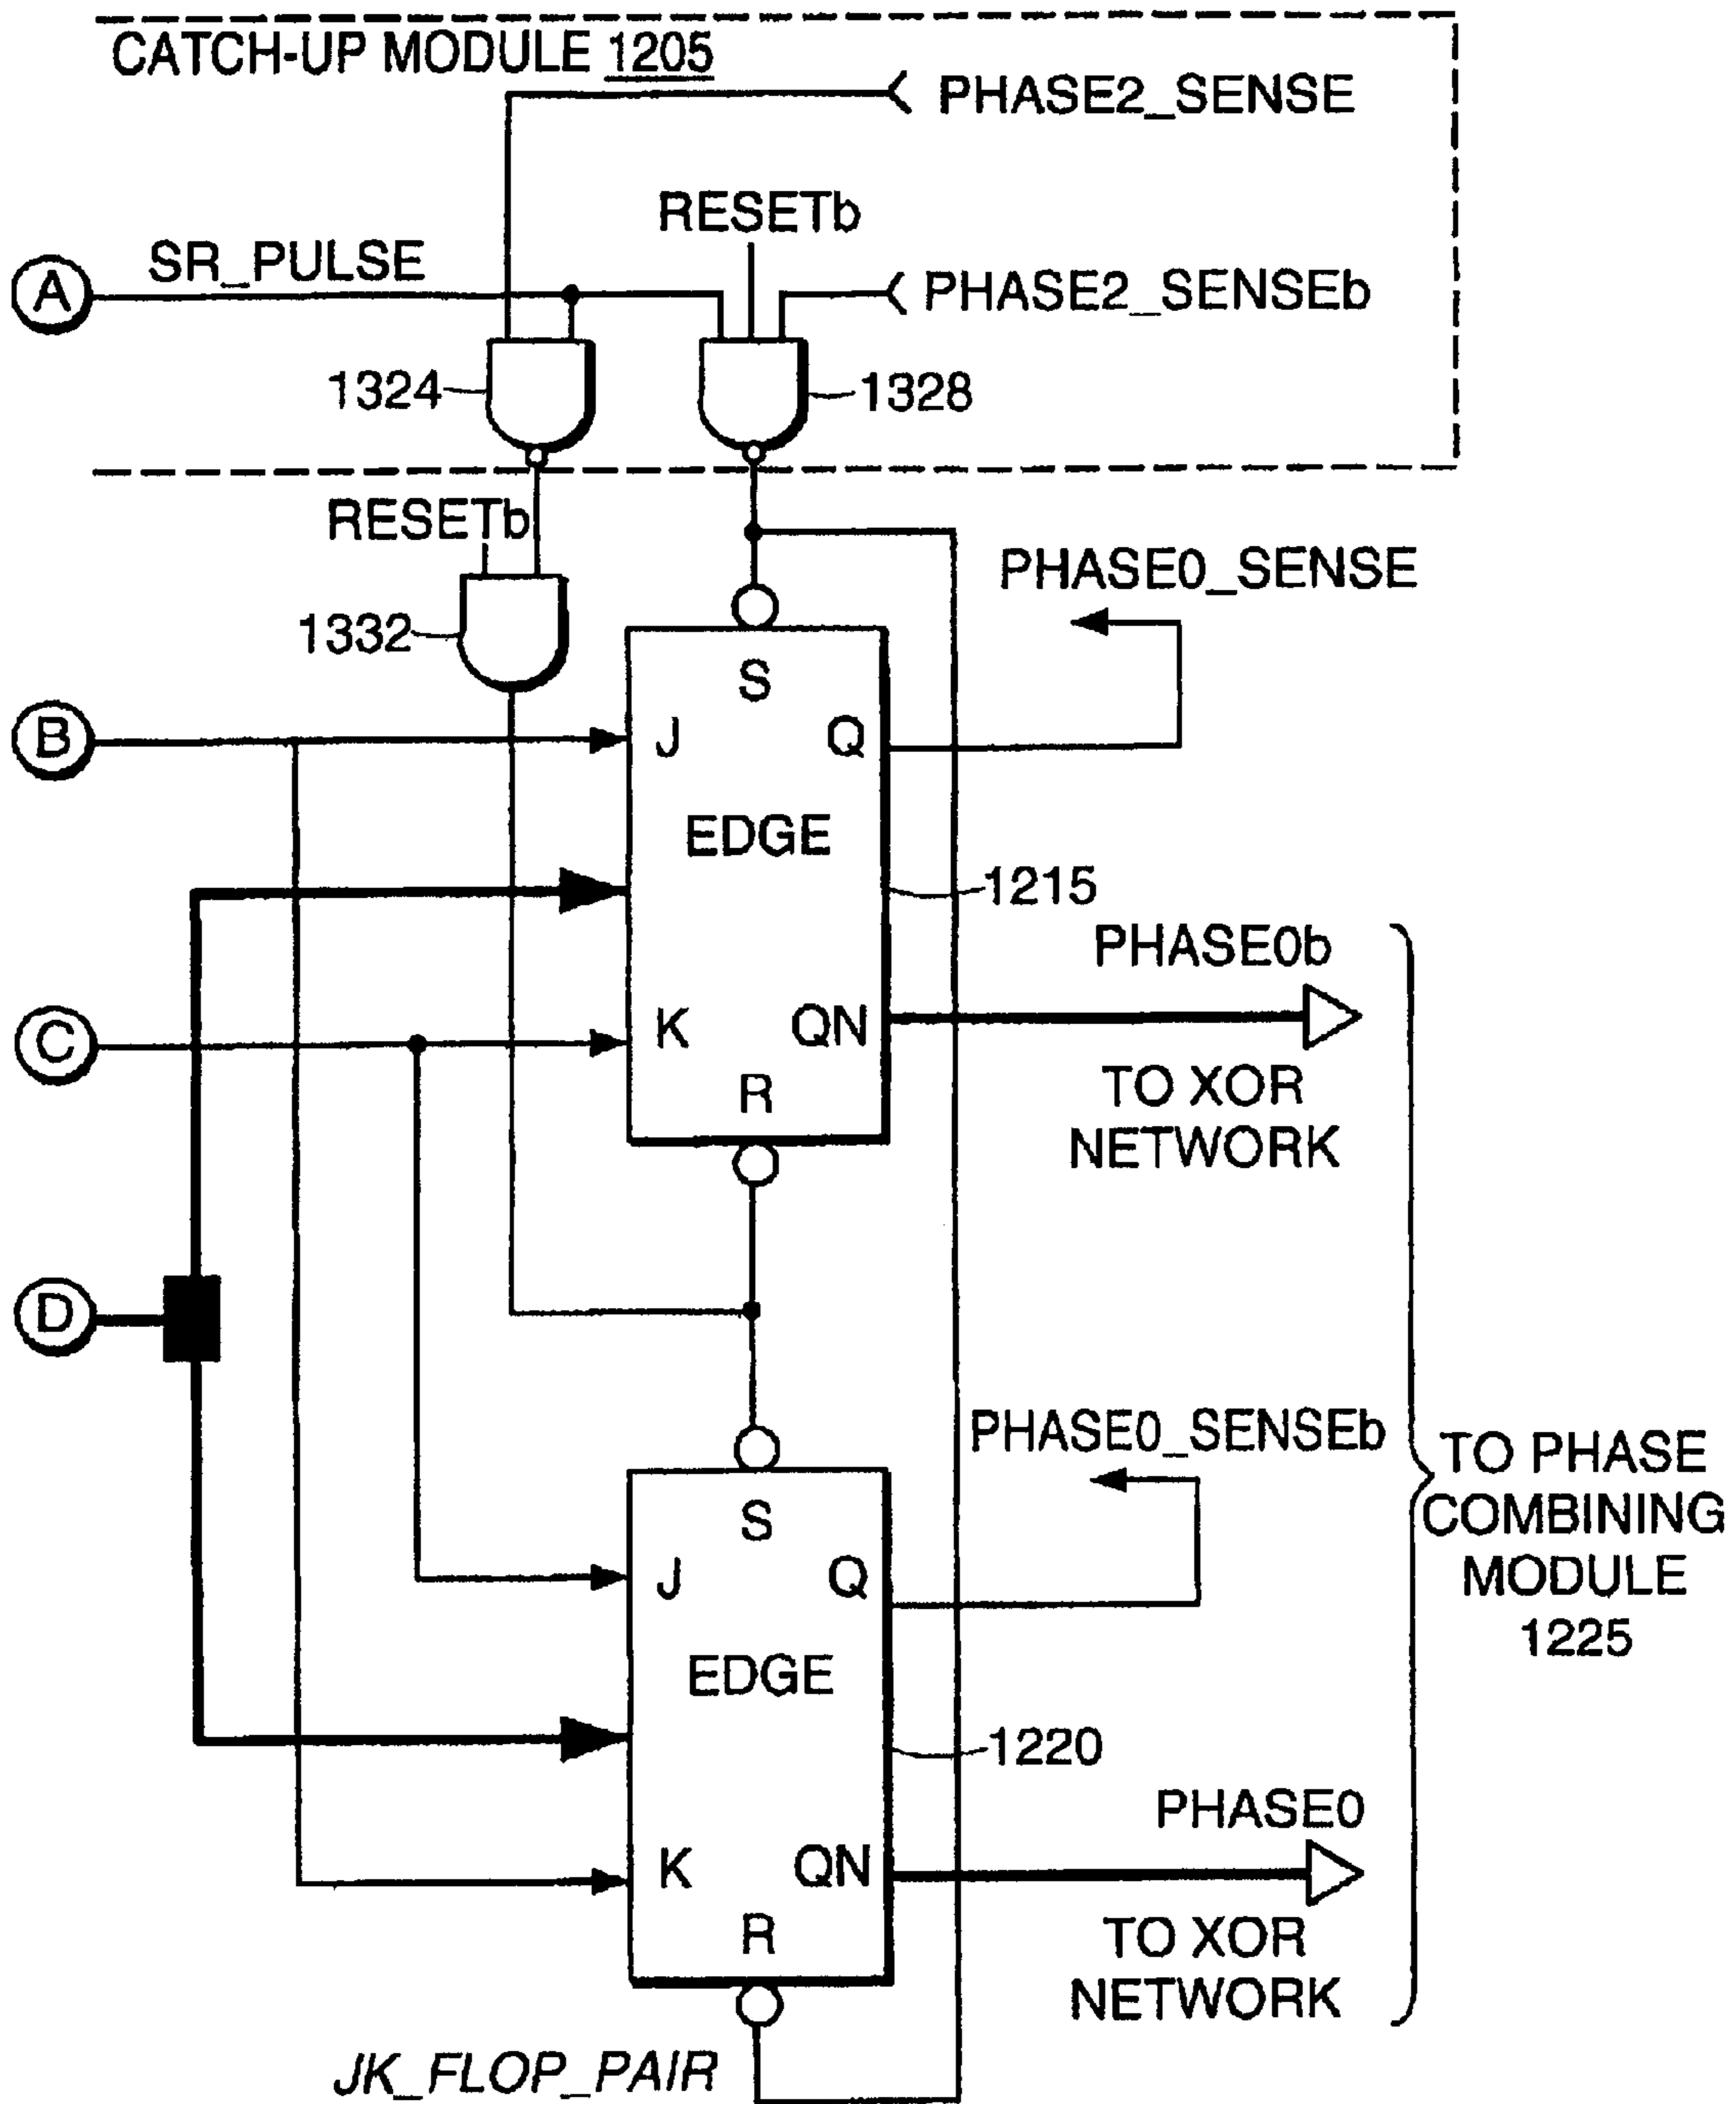 CATCH-UP MODULE 1205
PHASE2_SENSE
RESETb
A
SR_PULSE
PHASE2_SENSEb
1324
1328
RESETb
PHASE0_SENSE
1332
S
B
J
Q
EDGE
1215
PHASE0b
C
K
QN
R
TO XOR
NETWORK
D
PHASE0_SENSEb
TO PHASE
COMBINING
MODULE
1225
S
J
Q
EDGE
1220
PHASE0
K
QN
R
TO XOR
NETWORK
JK_FLOP_PAIR